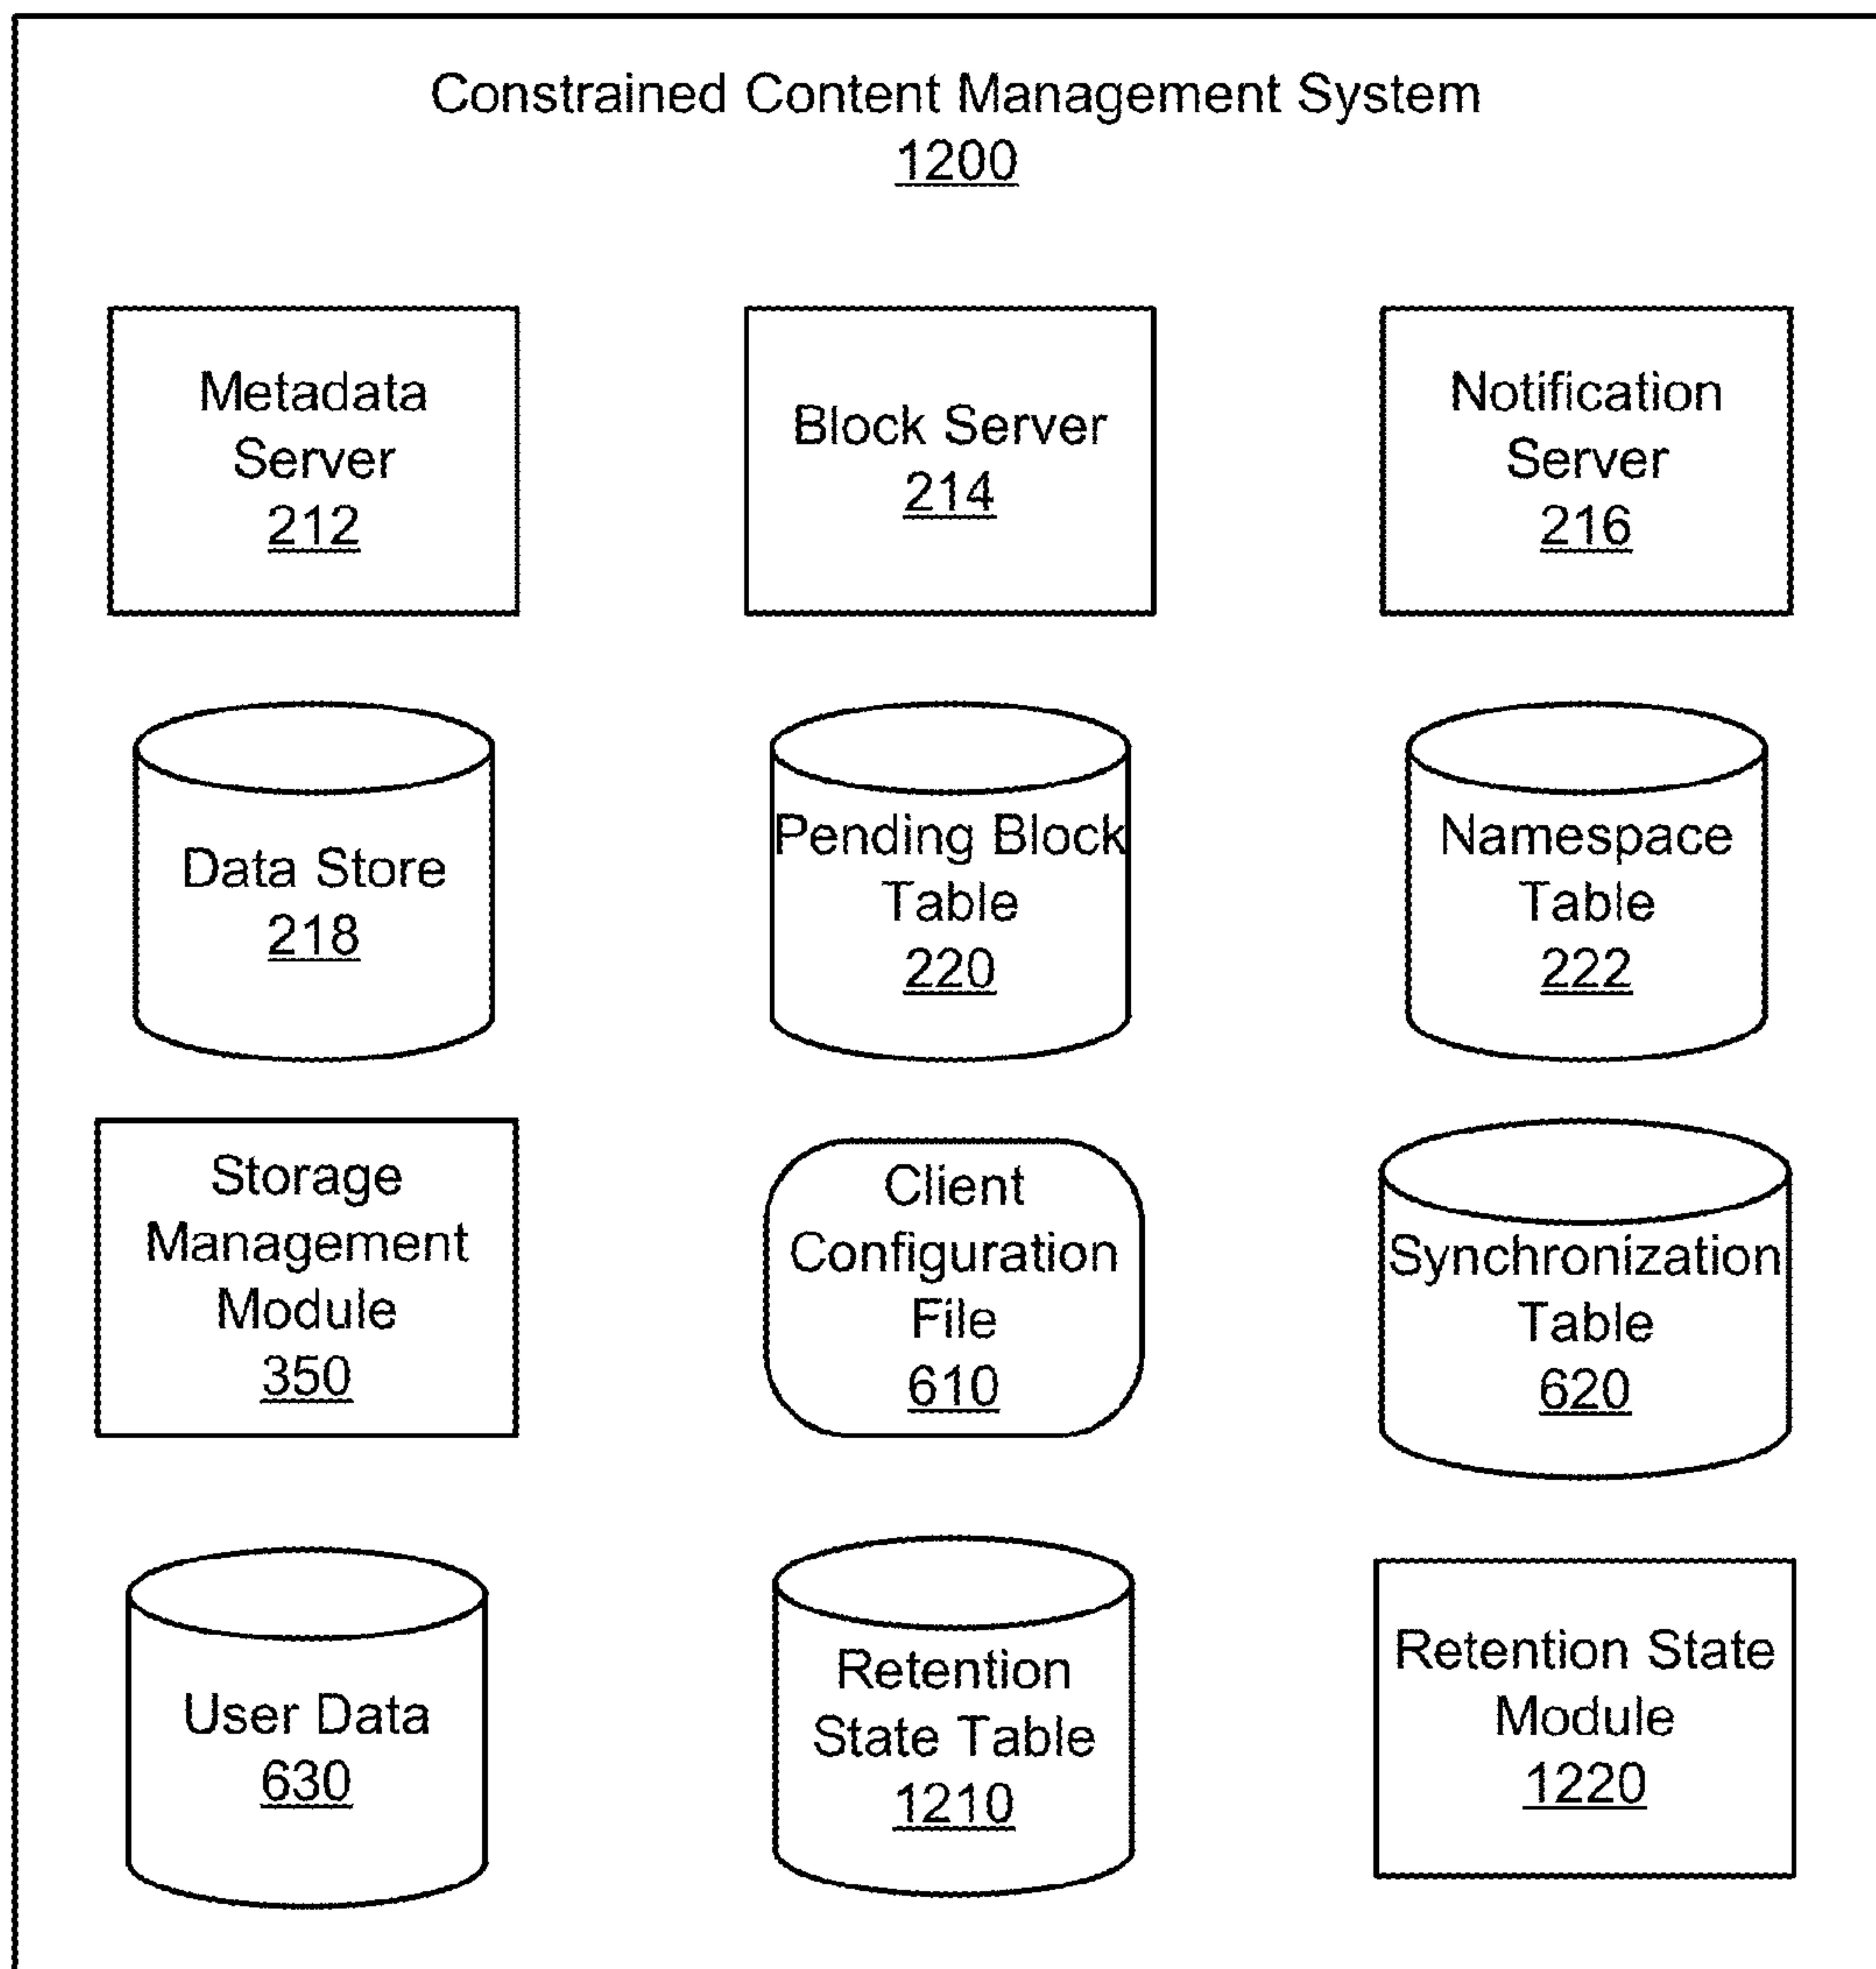 Constrained Content Management System
1200
Metadata
Server
212
Block Server
214
Notification
Server
216
Data Store
218
Pending Block
Table
220
Namespace
Table
222
Storage
Management
Module
350
Client
Configuration
File
610
Synchronization
Table
620
User Data
630
Retention
State Table
1210
Retention State
Module
1220